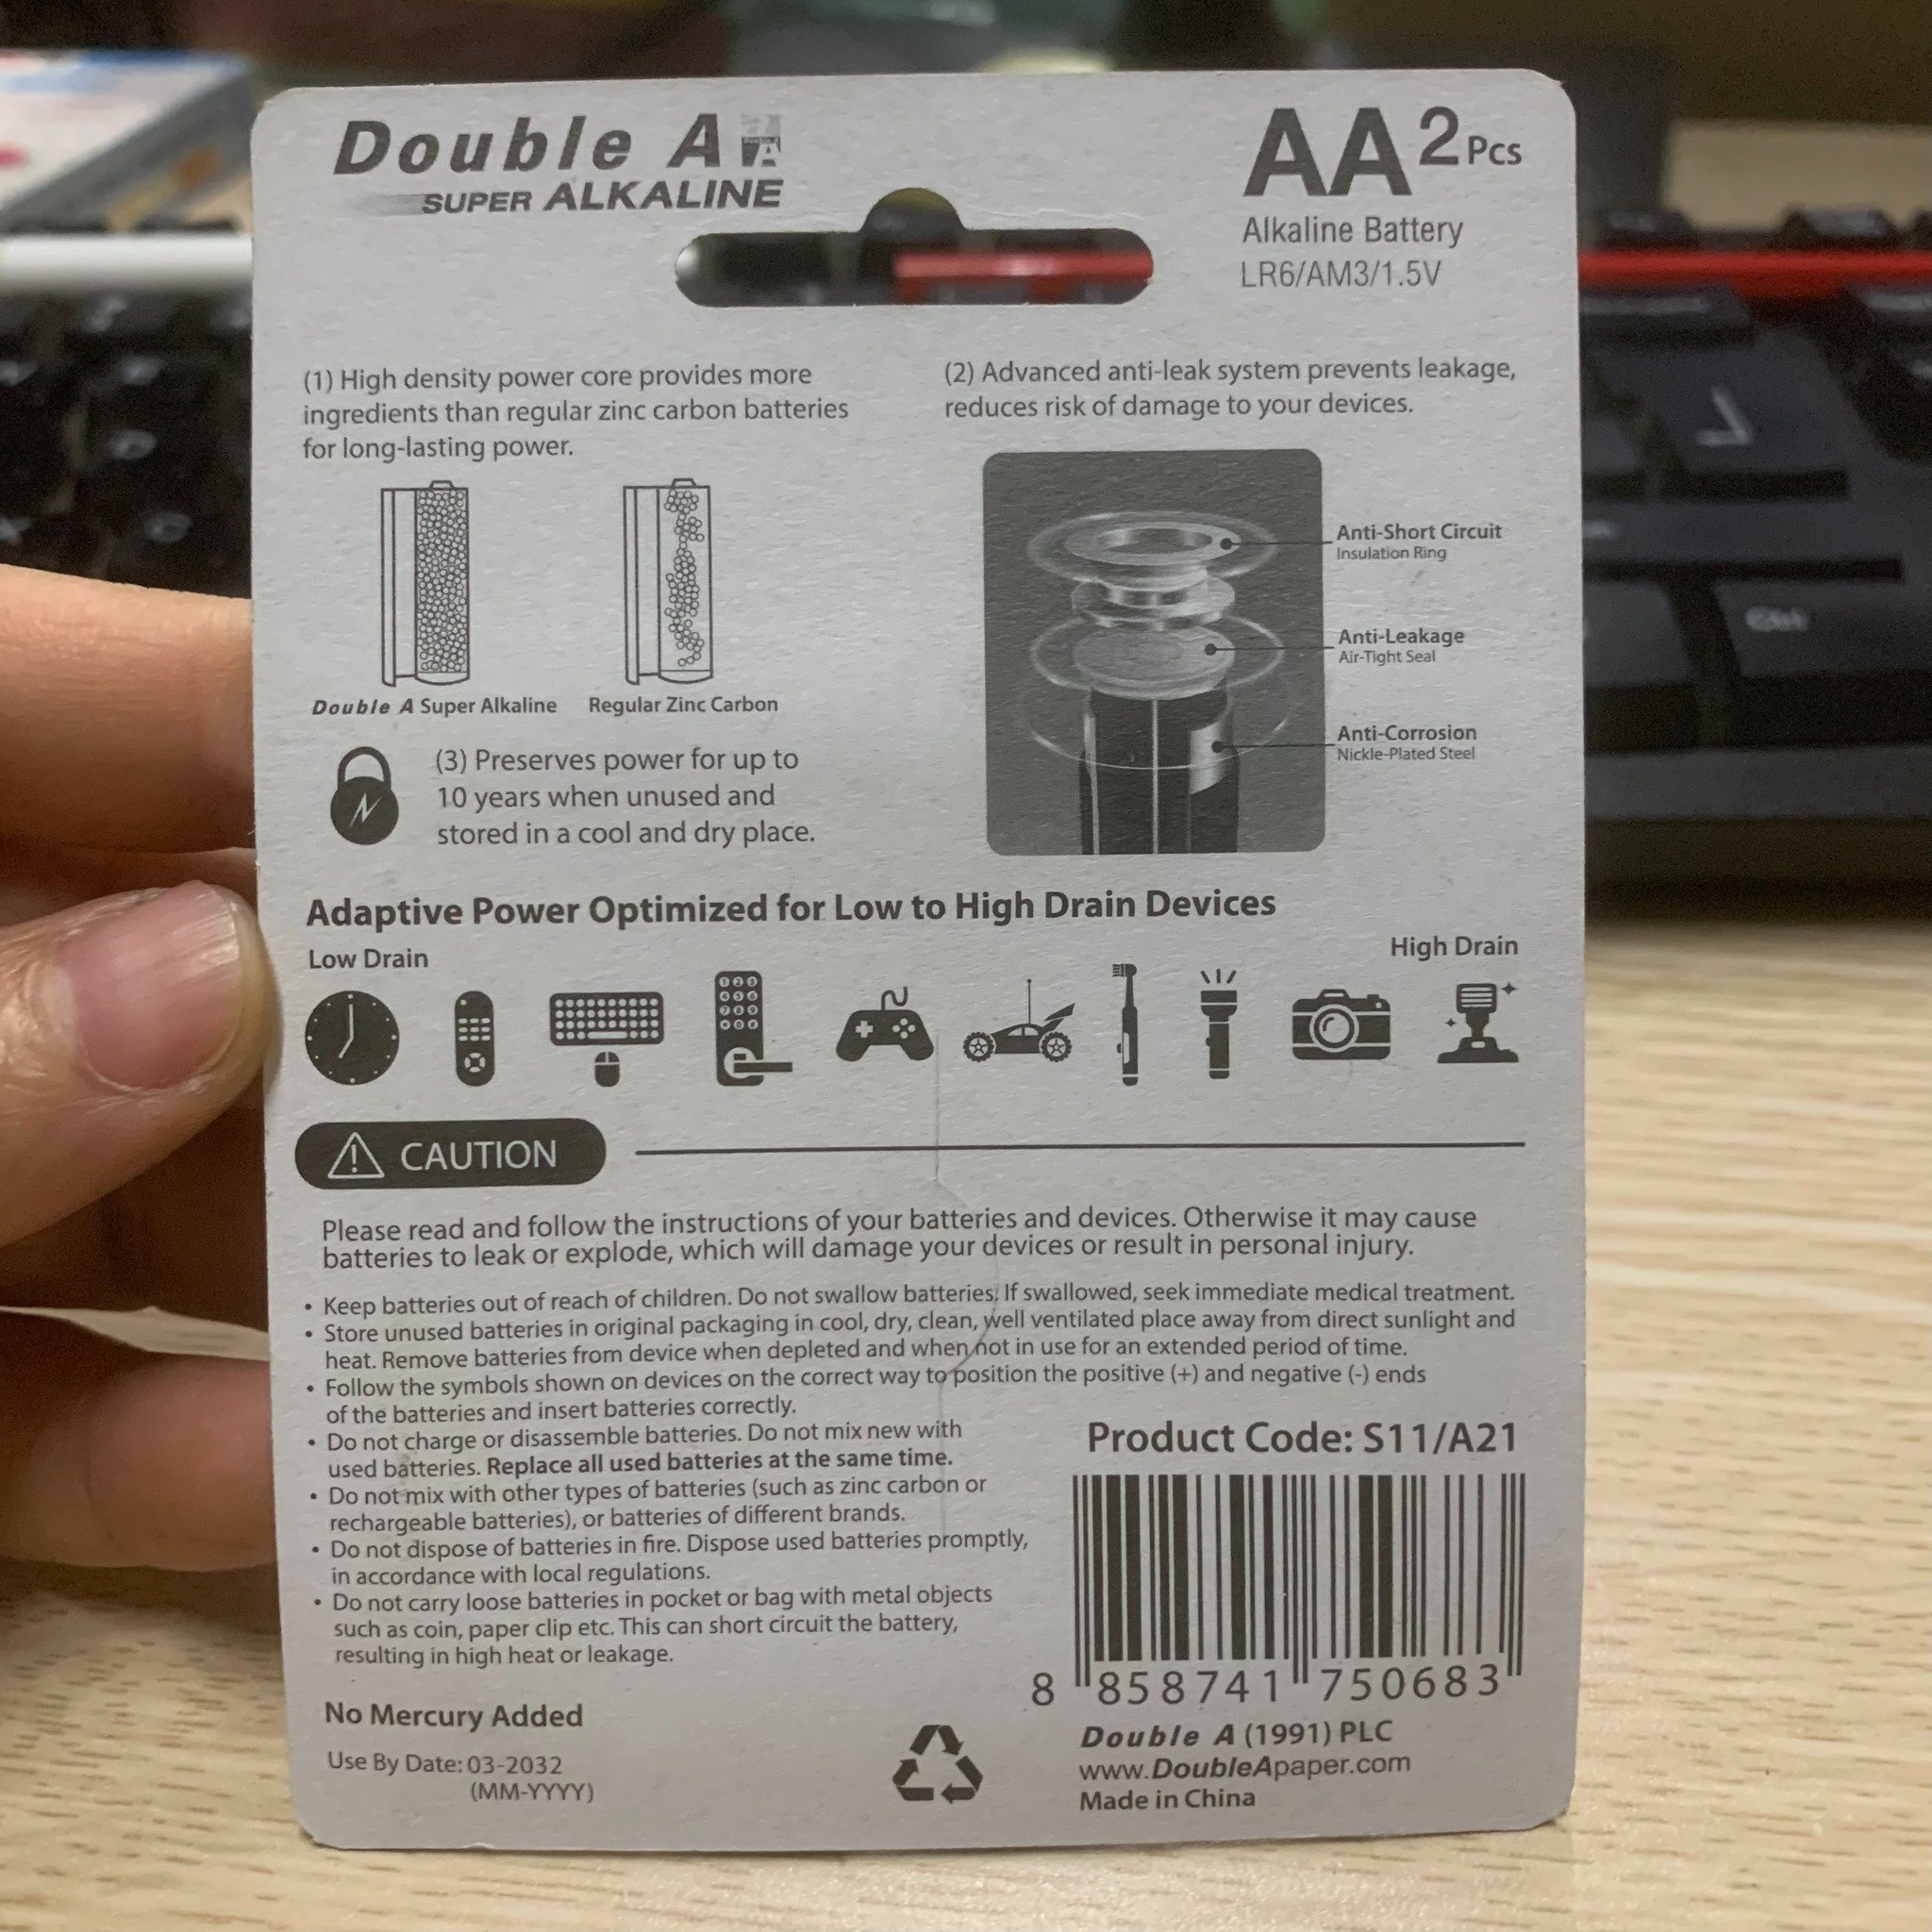 Double A
SUPER ALKALINE
AA 2 Pcs
Alkaline Battery
LR6/AM3/1.5V
(1) High density power core provides more
ingredients than regular zinc carbon batteries
for long-lasting power.
(2) Advanced anti-leak system prevents leakage,
reduces risk of damage to your devices.
Anti-Short Circuit
Insulation Ring
Anti-Leakage
Air-Tight Seal
Anti-Corrosion
Nickle-Plated Steel
Double A Super Alkaline
Regular Zinc Carbon
(3) Preserves power for up to
10 years when unused and
stored in a cool and dry place.
Adaptive Power Optimized for Low to High Drain Devices
Low Drain
High Drain
CAUTION
Please read and follow the instructions of your batteries and devices. Otherwise it may cause
batteries to leak or explode, which will damage your devices or result in personal injury.
• Keep batteries out of reach of children. Do not swallow batteries. If swallowed, seek immediate medical treatment.
• Store unused batteries in original packaging in cool, dry, clean, well ventilated place away from direct sunlight and
heat. Remove batteries from device when depleted and when not in use for an extended period of time.
• Follow the symbols shown on devices on the correct way to position the positive (+) and negative (-) ends
of the batteries and insert batteries correctly.
• Do not charge or disassemble batteries. Do not mix new with
used batteries. Replace all used batteries at the same time.
• Do not mix with other types of batteries (such as zinc carbon or
rechargeable batteries), or batteries of different brands.
• Do not dispose of batteries in fire. Dispose used batteries promptly,
in accordance with local regulations.
• Do not carry loose batteries in pocket or bag with metal objects
such as coin, paper clip etc. This can short circuit the battery,
resulting in high heat or leakage.
Product Code: S11/A21
8 858741 750683
No Mercury Added
Use By Date: 03-2032
(MM-YYYY)
Double A (1991) PLC
www.DoubleApaper.com
Made in China